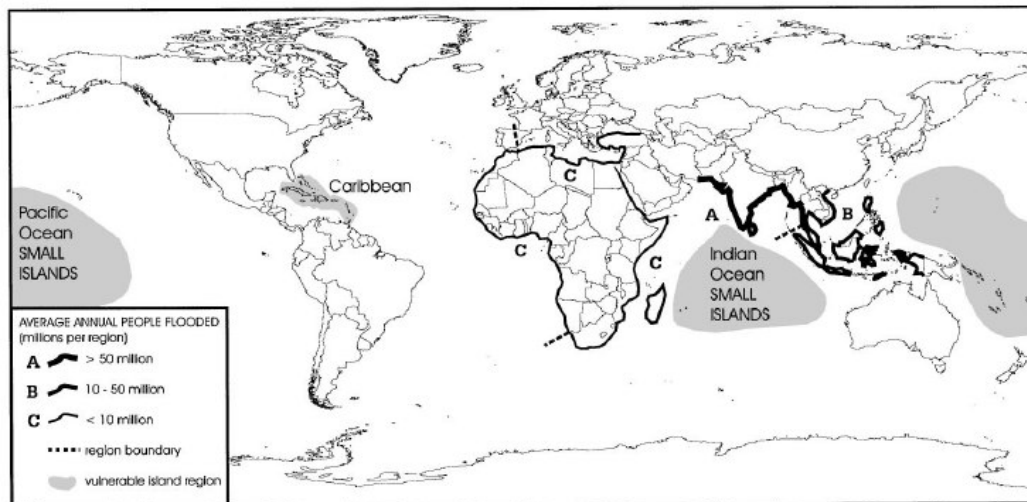 Caribbean
Pacific
Ocean
SMALL
ISLANDS
C
C
C
A
B
Indian
Ocean
SMALL
ISLANDS
AVERAGE ANNUAL PEOPLE FLOODED
(millions per region)
A > 50 million
B 10 - 50 million
C < 10 million
region boundary
vulnerable island region